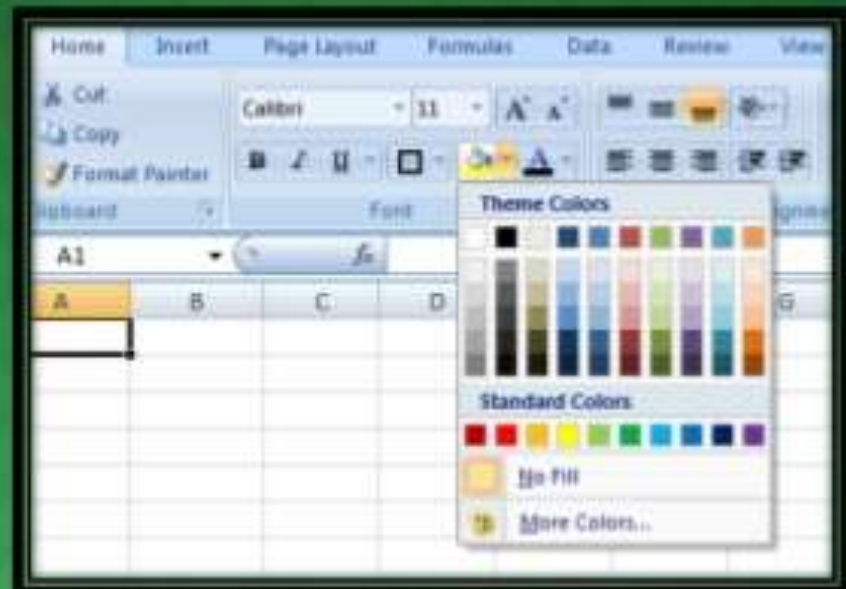 Home Insert Page Layout Formulas Data Review View
Cut
Copy
Format Painter
Calibri 11 A A
B I U A
Font
A1 fx
A B C D G
Theme Colors
Standard Colors
No Fill
More Colors...